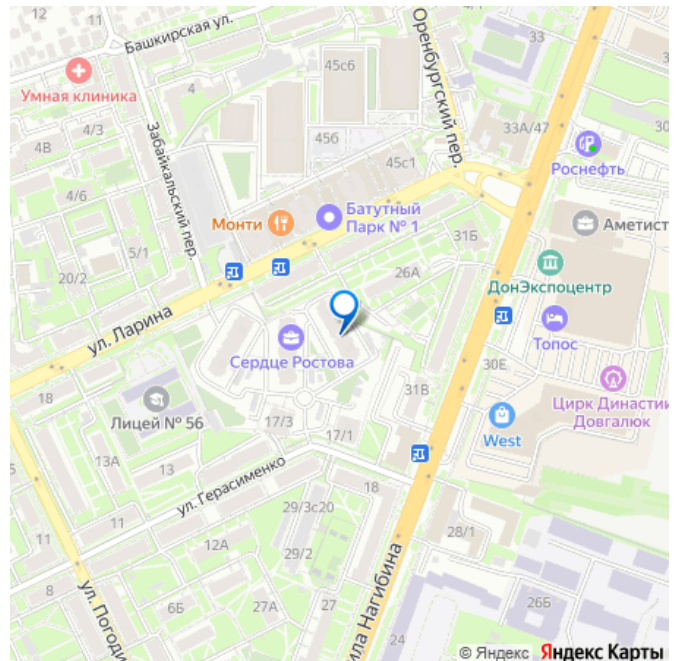 12
11
Башкирская ул.
Умная клиника
4
45с6
Оренбургский пер.
33
33А/47
30
Роснефть
4В
4/3
Забайкальский пер.
45б
45с1
4/6
Монти
Батутный
Парк № 1
31Б
Аметист
5/1
20/2
26А
ДонЭкспоцентр
ул. Ларина
Сердце Ростова
Топос
30Е
18
Лицей № 56
31В
Цирк Династии
Довгалюк
17/3
17/1
West
5
13А
13
ул. Герасименко
18
29/3с20
28/1
11
11
12А
29/2
8
6Б
27А
27
26Б
24
ул. Погоди
ила Нагибина
© Яндекс Яндекс Карты